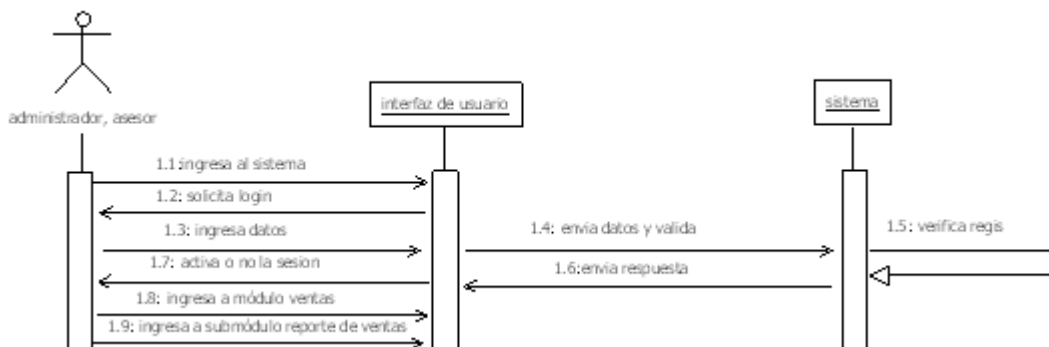 administrador, asesor
interfaz de usuario
sistema
1.1:ingresa al sistema
1.2: solicita login
1.3: ingresa datos
1.4: envia datos y valida
1.5: verifica regis
1.7: activa o no la sesion
1.6:envia respuesta
1.8: ingresa a módulo ventas
1.9: ingresa a submódulo reporte de ventas